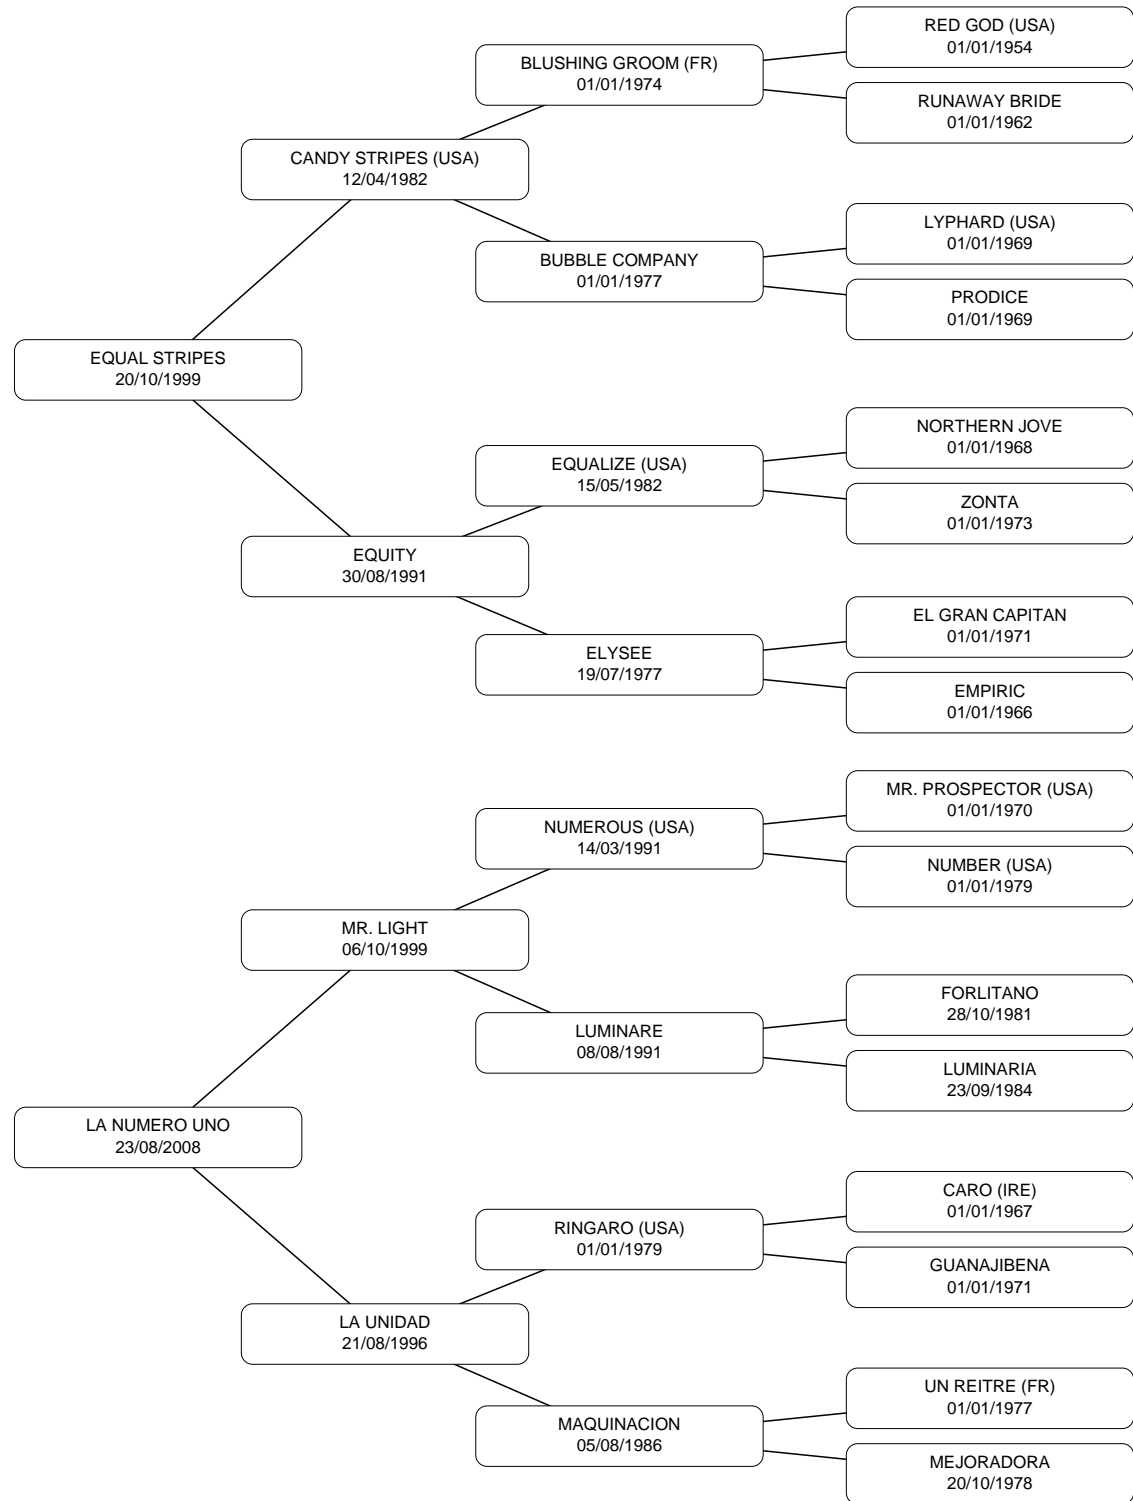 RED GOD (USA)
01/01/1954
BLUSHING GROOM (FR)
01/01/1974
RUNAWAY BRIDE
01/01/1962
CANDY STRIPES (USA)
12/04/1982
LYPHARD (USA)
01/01/1969
BUBBLE COMPANY
01/01/1977
PRODICE
01/01/1969
EQUAL STRIPES
20/10/1999
NORTHERN JOVE
01/01/1968
EQUALIZE (USA)
15/05/1982
ZONTA
01/01/1973
EQUITY
30/08/1991
EL GRAN CAPITAN
01/01/1971
ELYSEE
19/07/1977
EMPIRIC
01/01/1966
MR. PROSPECTOR (USA)
01/01/1970
NUMEROUS (USA)
14/03/1991
NUMBER (USA)
01/01/1979
MR. LIGHT
06/10/1999
FORLITANO
28/10/1981
LUMINARE
08/08/1991
LUMINARIA
23/09/1984
LA NUMERO UNO
23/08/2008
CARO (IRE)
01/01/1967
RINGARO (USA)
01/01/1979
GUANAJIBENA
01/01/1971
LA UNIDAD
21/08/1996
UN REITRE (FR)
01/01/1977
MAQUINACION
05/08/1986
MEJORADORA
20/10/1978